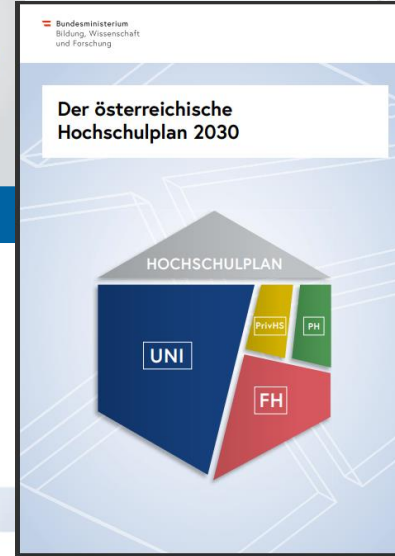 Bundesministerium
Bildung, Wissenschaft
und Forschung
Der österreichische
Hochschulplan 2030
HOCHSCHULPLAN
UNI
PrivHS
PH
FH